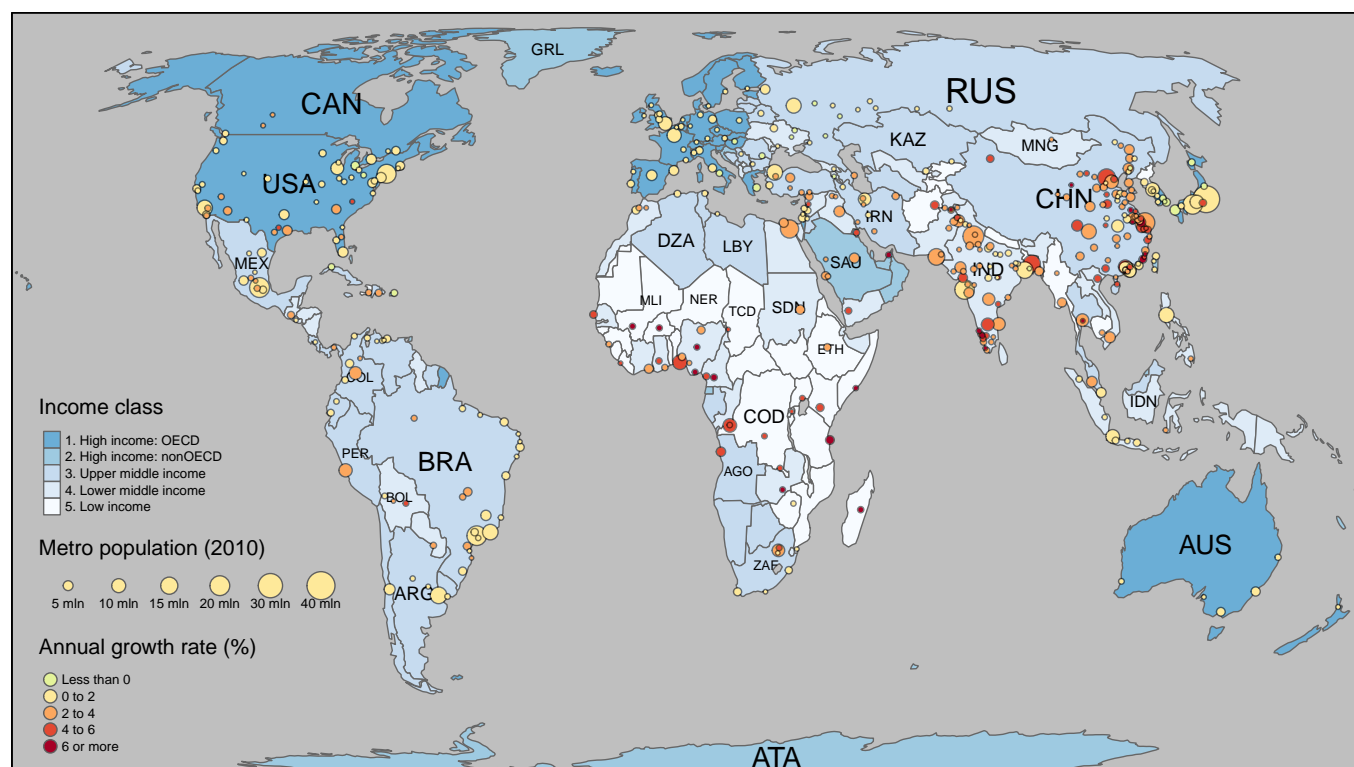 GRL
CAN
RUS
KAZ
MNG
USA
CHN
IRN
MEX
DZA
LBY
SAU
IND
MLI
NER
TCD
SDN
ETH
COL
IDN
COD
PER
BRA
AGO
BOL
AUS
ZAF
ARG
ATA
Income class
1. High income: OECD
2. High income: nonOECD
3. Upper middle income
4. Lower middle income
5. Low income
Metro population (2010)
5 mln 10 mln 15 mln 20 mln 30 mln 40 mln
Annual growth rate (%)
Less than 0
0 to 2
2 to 4
4 to 6
6 or more